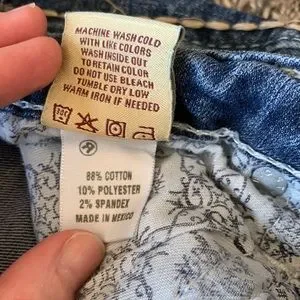 MACHINE WASH COLD
WITH LIKE COLORS
WASH INSIDE OUT
TO RETAIN COLOR
DO NOT USE BLEACH
TUMBLE DRY LOW
WARM IRON IF NEEDED
88% COTTON
10% POLYESTER
2% SPANDEX
MADE IN MEXICO